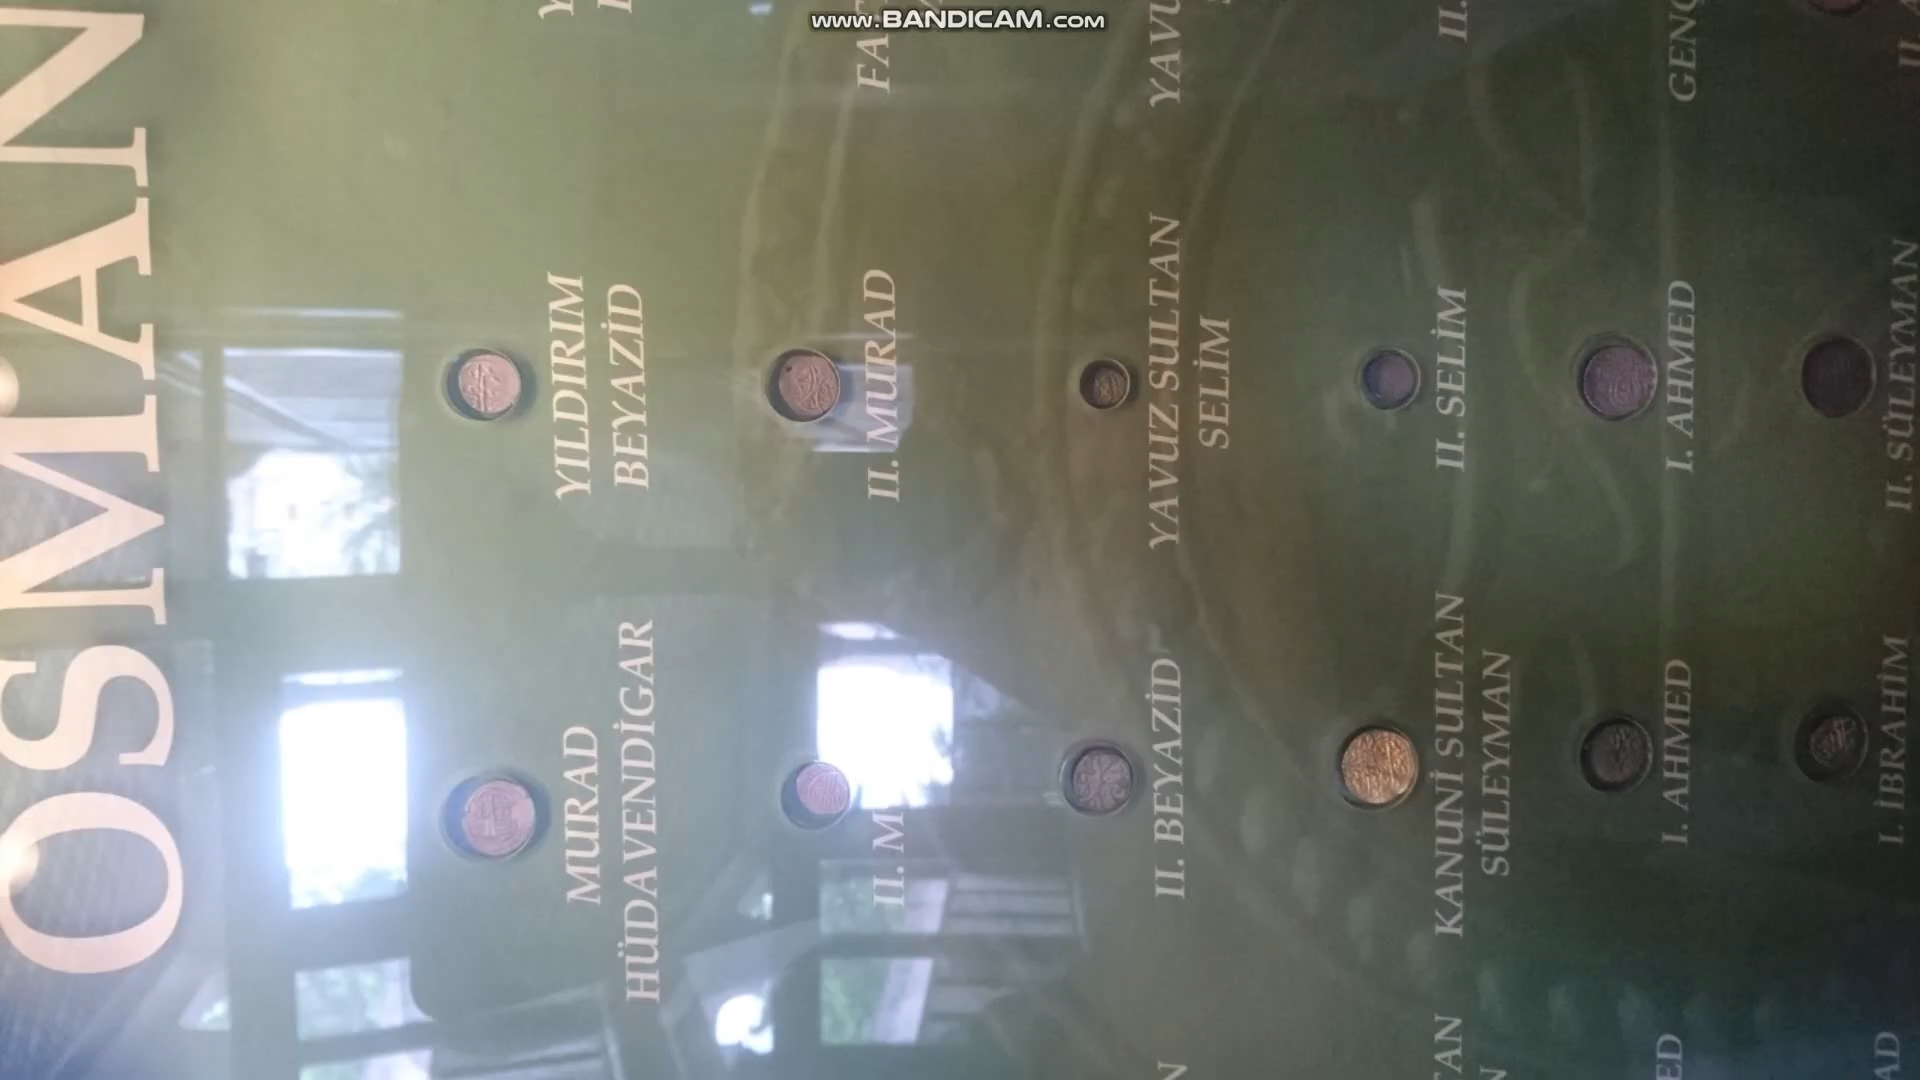 www.BANDICAM.com
OSMAN
MURAD
HÜDAVENDİGAR
YILDIRIM
BEYAZİD
II. M
II. MURAD
II. BEYAZİD
YAVUZ SULTAN
SELİM
KANUNİ SULTAN
SÜLEYMAN
II. SELİM
I. AHMED
I. AHMED
I. İBRAHİM
II. SÜLEYMAN